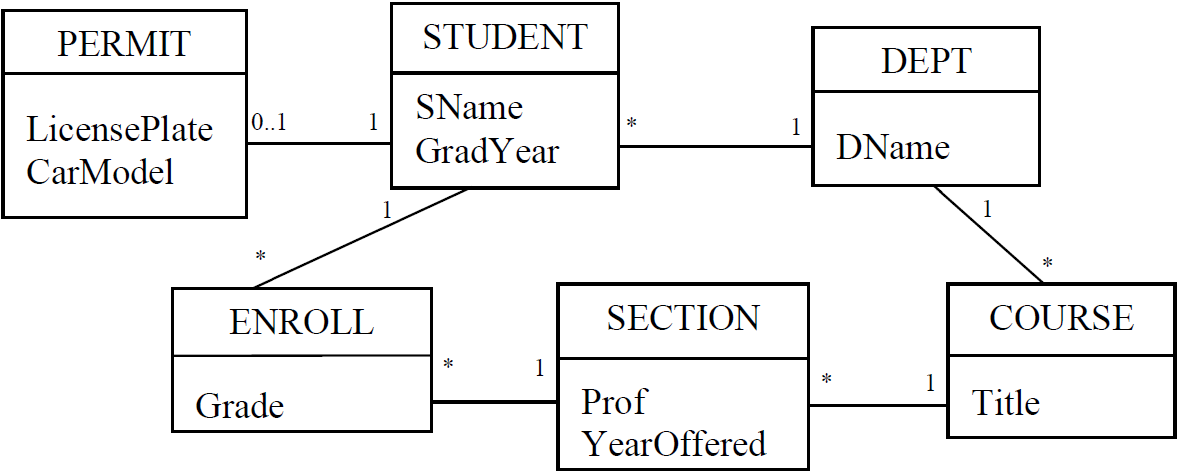 PERMIT
LicensePlate
CarModel
0..1
1
STUDENT
SName
GradYear
*
1
DEPT
DName
1
*
1
*
ENROLL
Grade
*
1
SECTION
Prof
YearOffered
*
1
COURSE
Title